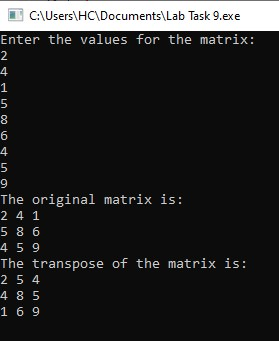 C:\Users\HC\Documents\Lab Task 9.exe
Enter the values for the matrix:
2
4
1
5
8
6
4
5
9
The original matrix is:
2 4 1
5 8 6
4 5 9
The transpose of the matrix is:
2 5 4
4 8 5
1 6 9